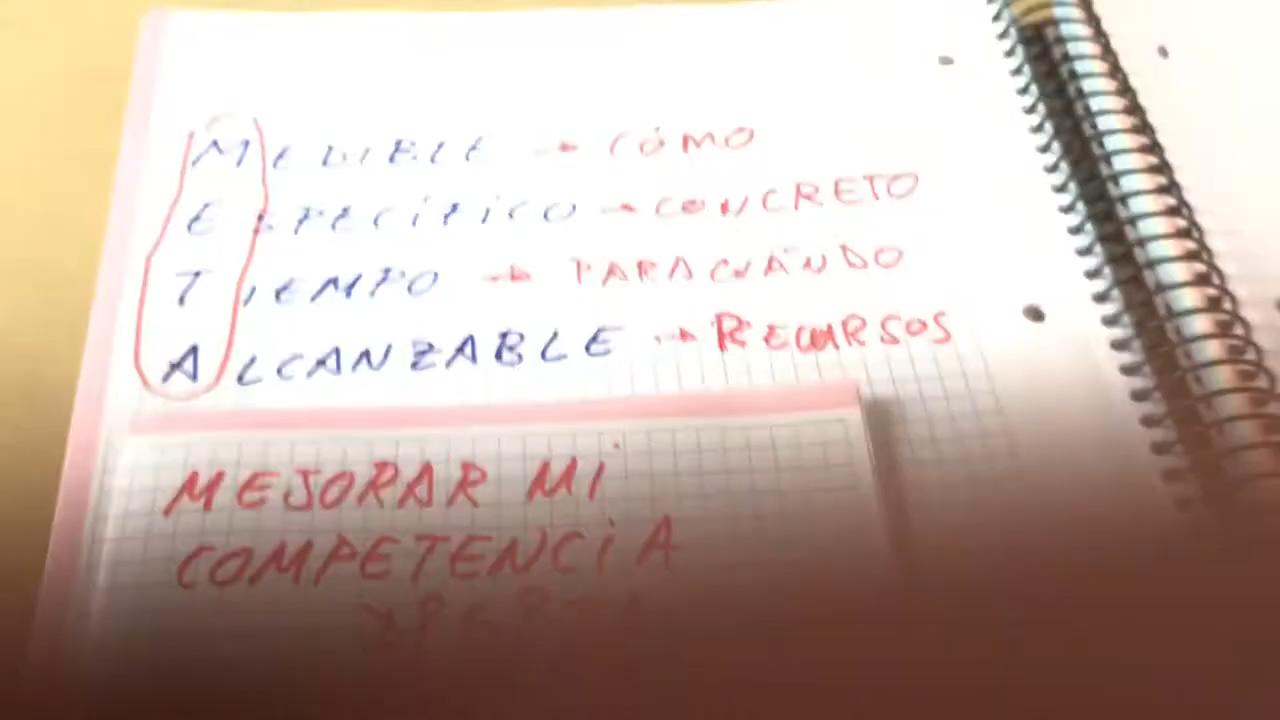 MEDIBLE → CÓMO
ESPECÍFICO → CONCRETO
TIEMPO → PARA CUÁNDO
ALCANZABLE → RECURSOS
MEJORAR MI
COMPETENCIA